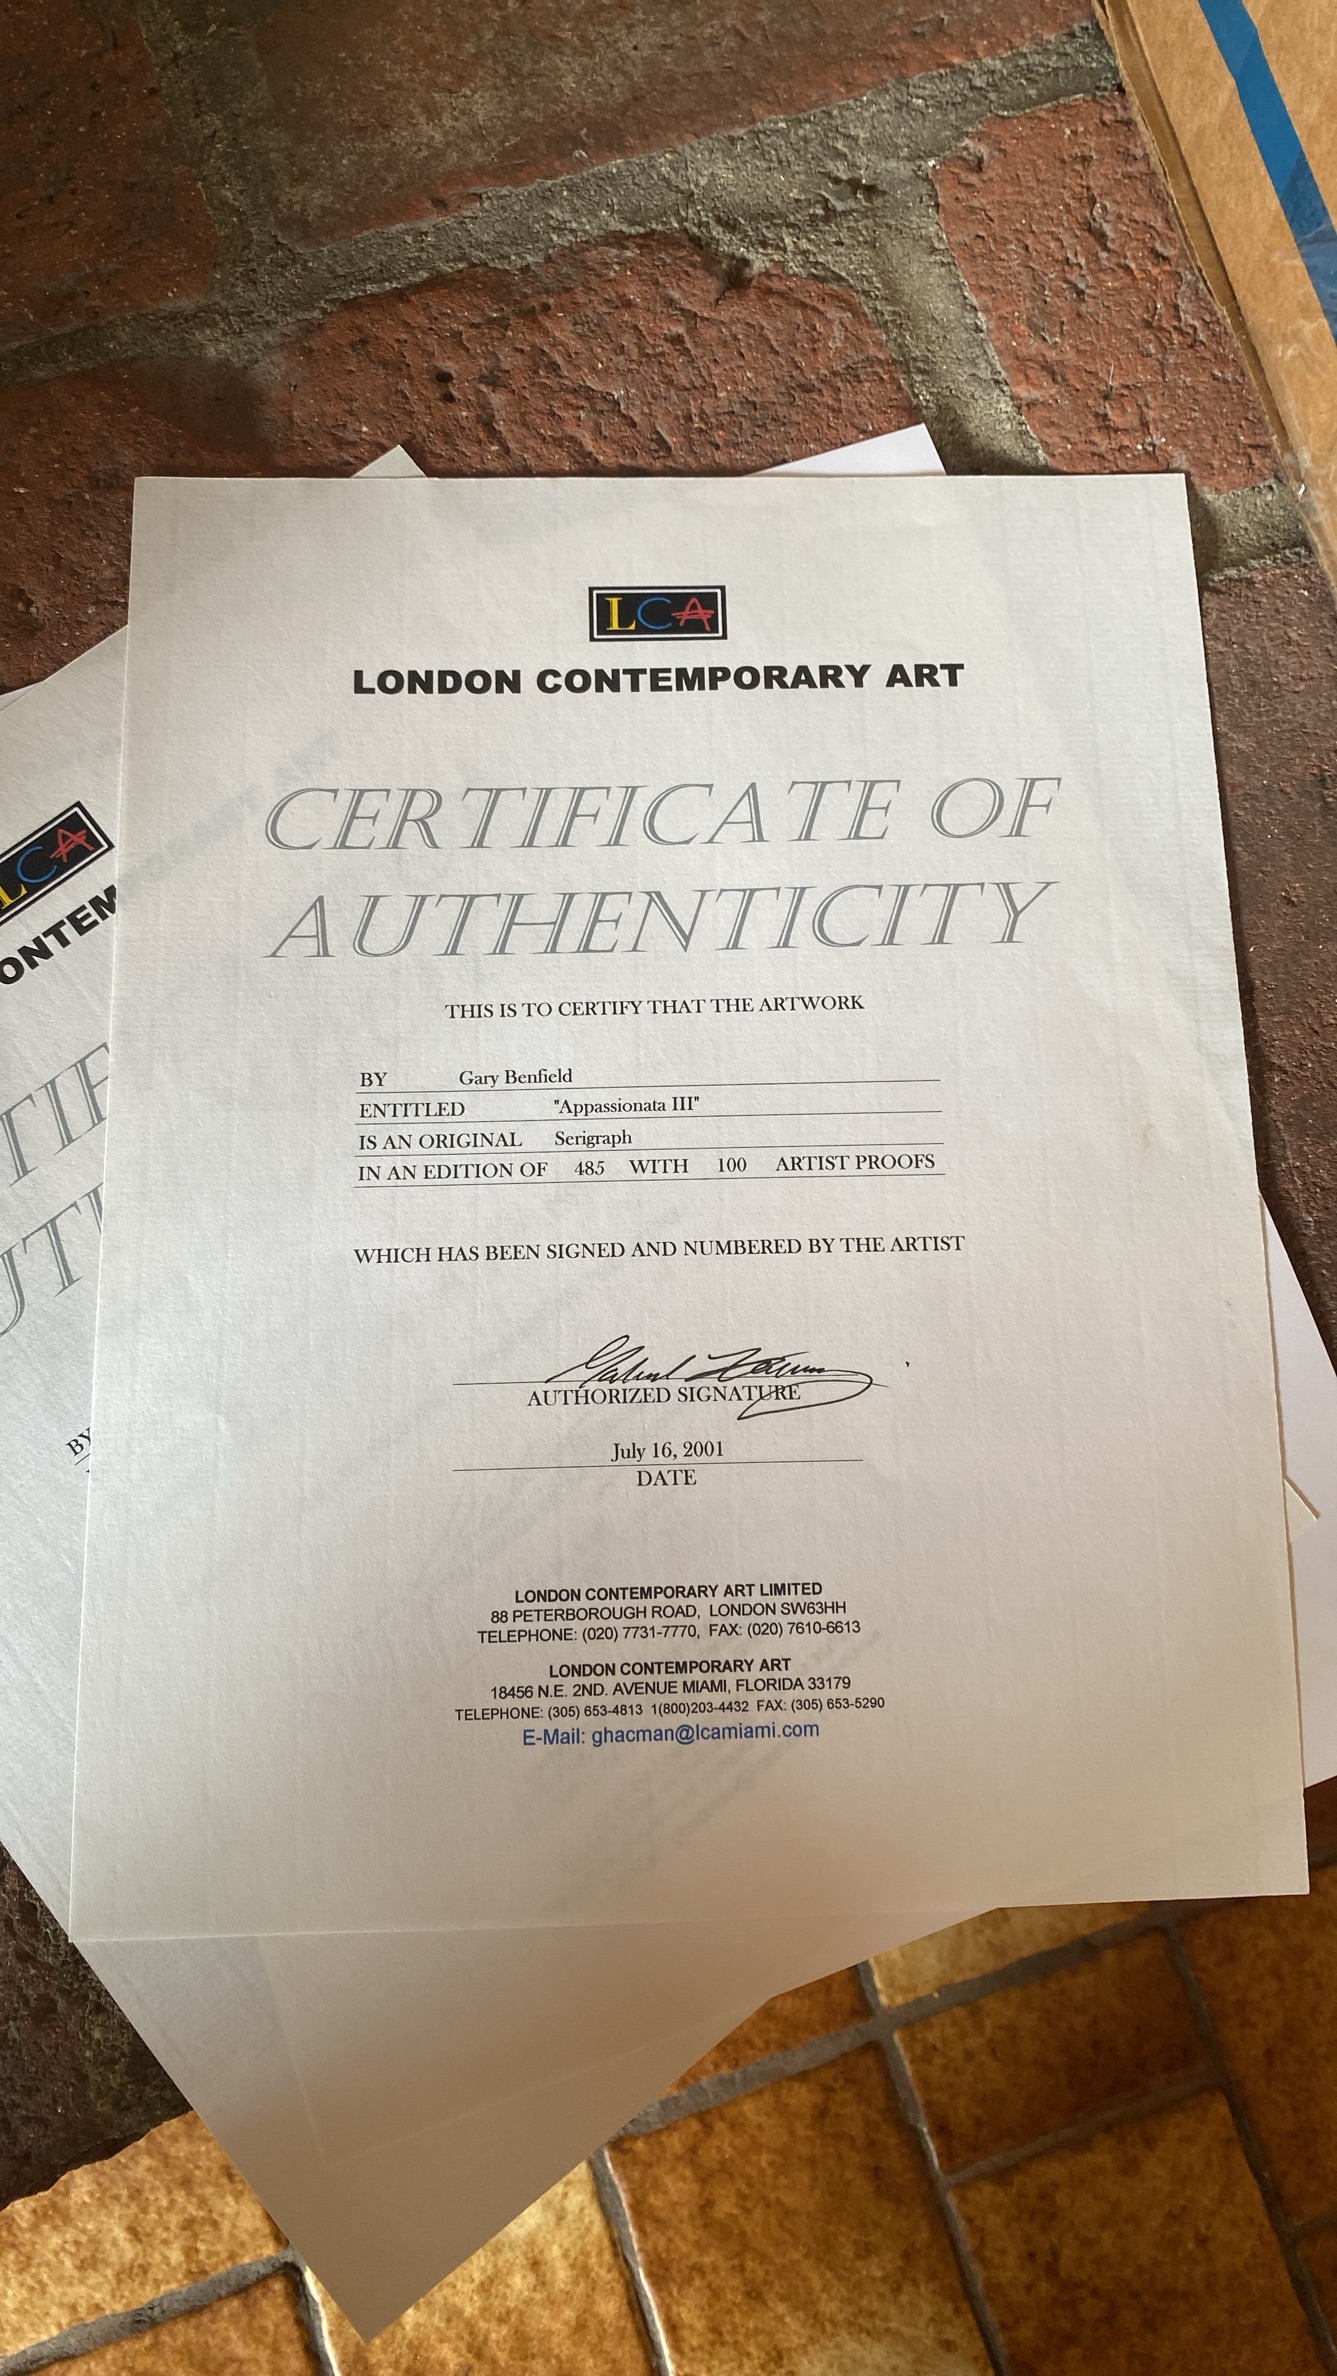 LCA
LONDON CONTEMPORARY ART
CERTIFICATE OF
AUTHENTICITY
THIS IS TO CERTIFY THAT THE ARTWORK
BY Gary Benfield
ENTITLED "Appassionata III"
IS AN ORIGINAL Serigraph
IN AN EDITION OF 485 WITH 100 ARTIST PROOFS
WHICH HAS BEEN SIGNED AND NUMBERED BY THE ARTIST
AUTHORIZED SIGNATURE
July 16, 2001
DATE
LONDON CONTEMPORARY ART LIMITED
88 PETERBOROUGH ROAD, LONDON SW63HH
TELEPHONE: (020) 7731-7770, FAX: (020) 7610-6613
LONDON CONTEMPORARY ART
18456 N.E. 2ND. AVENUE MIAMI, FLORIDA 33179
TELEPHONE: (305) 653-4813 1(800)203-4432 FAX: (305) 653-5290
E-Mail: ghacman@lcamiami.com
LCA
ONTEM
TIF
UT
BY